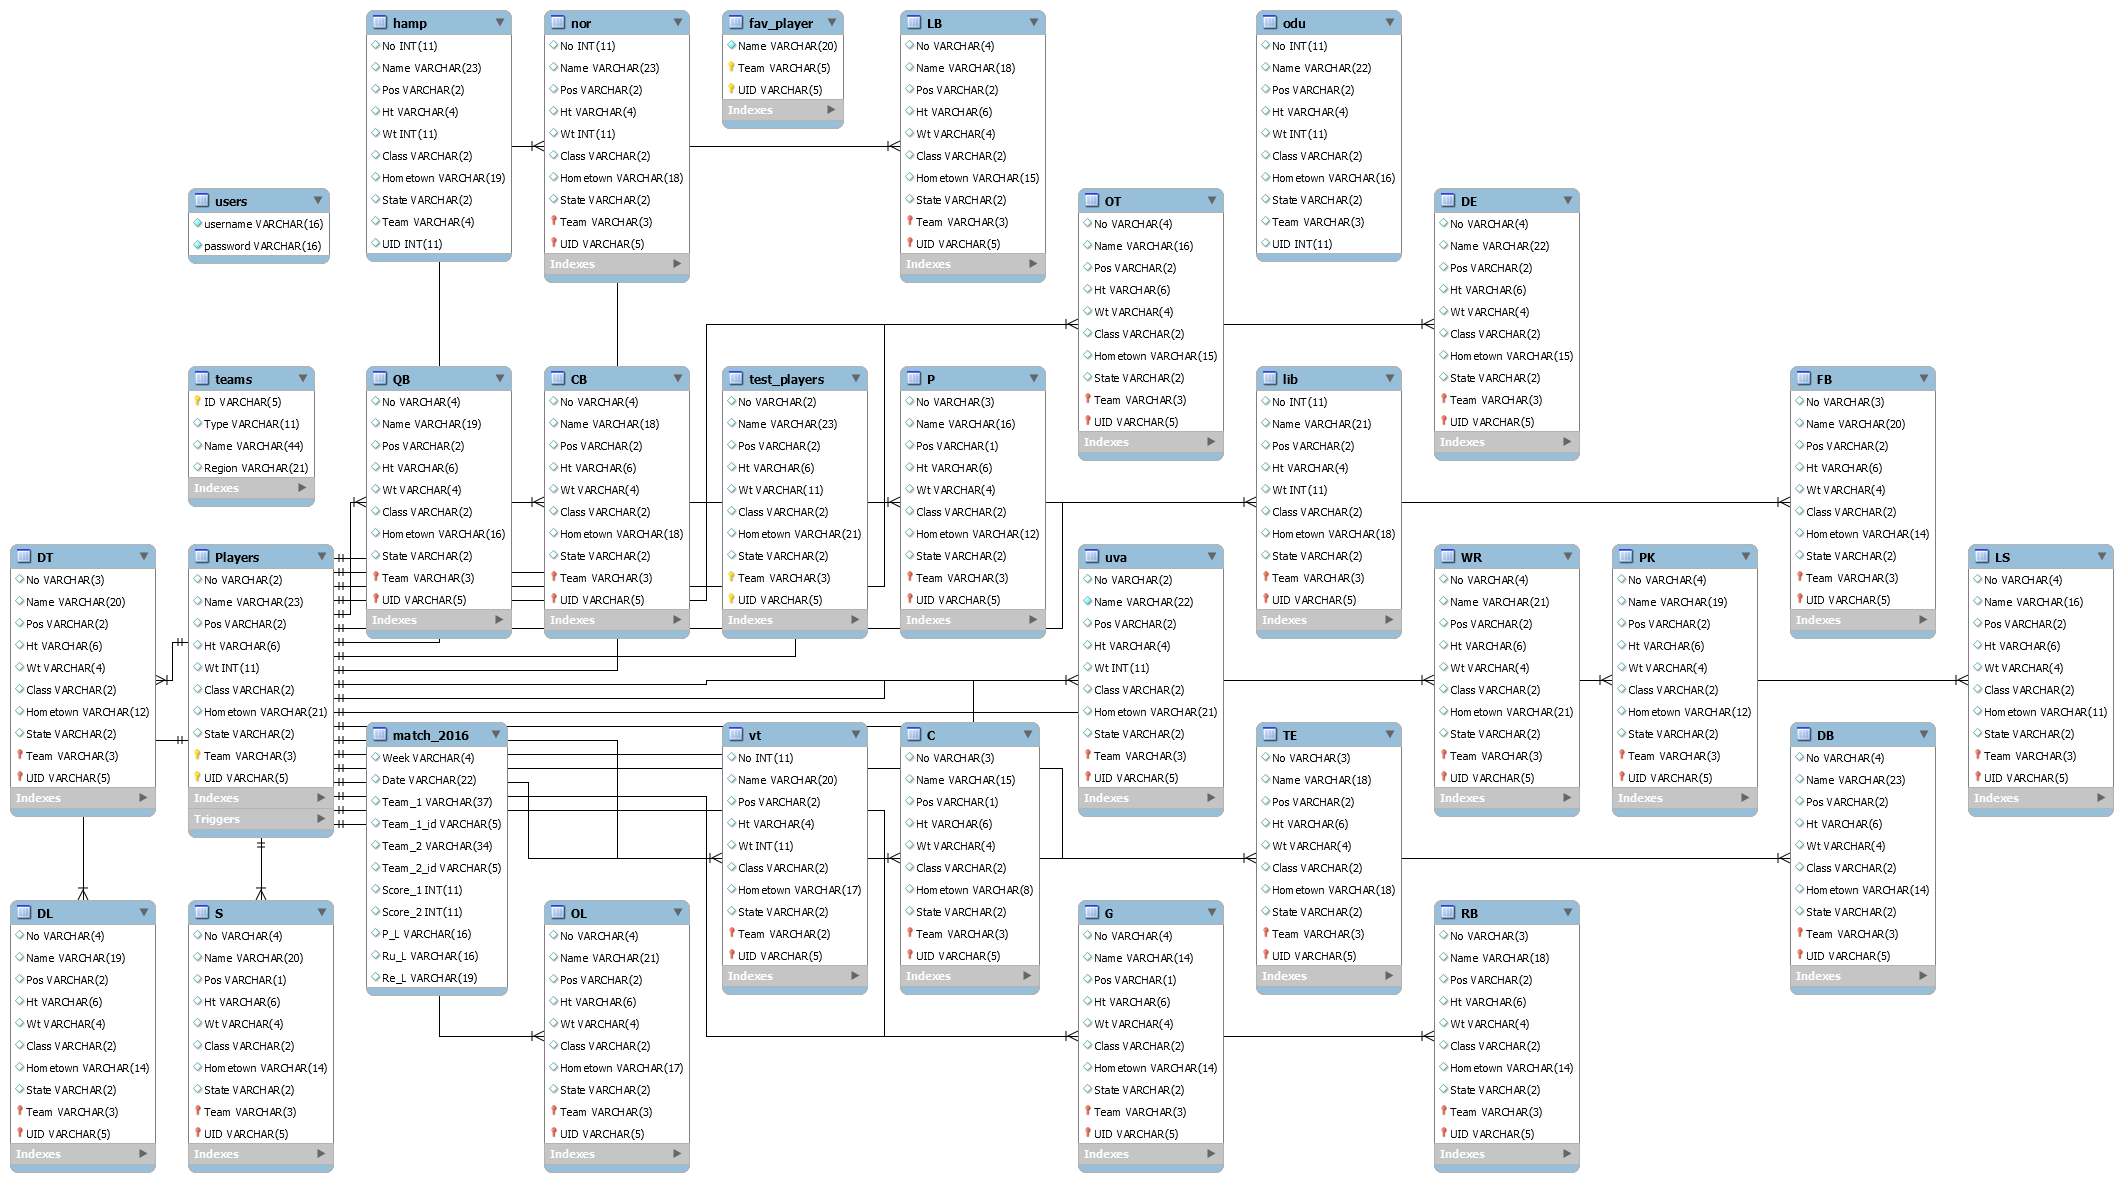 hamp
No INT(11)
Name VARCHAR(23)
Pos VARCHAR(2)
Ht VARCHAR(4)
Wt INT(11)
Class VARCHAR(2)
Hometown VARCHAR(19)
State VARCHAR(2)
Team VARCHAR(4)
UID INT(11)
nor
No INT(11)
Name VARCHAR(23)
Pos VARCHAR(2)
Ht VARCHAR(4)
Wt INT(11)
Class VARCHAR(2)
Hometown VARCHAR(18)
State VARCHAR(2)
Team VARCHAR(3)
UID VARCHAR(5)
Indexes
fav_player
Name VARCHAR(20)
Team VARCHAR(5)
UID VARCHAR(5)
Indexes
LB
No VARCHAR(4)
Name VARCHAR(18)
Pos VARCHAR(2)
Ht VARCHAR(6)
Wt VARCHAR(4)
Class VARCHAR(2)
Hometown VARCHAR(15)
State VARCHAR(2)
Team VARCHAR(3)
UID VARCHAR(5)
Indexes
odu
No INT(11)
Name VARCHAR(22)
Pos VARCHAR(2)
Ht VARCHAR(4)
Wt INT(11)
Class VARCHAR(2)
Hometown VARCHAR(16)
State VARCHAR(2)
Team VARCHAR(3)
UID INT(11)
users
username VARCHAR(16)
password VARCHAR(16)
OT
No VARCHAR(4)
Name VARCHAR(16)
Pos VARCHAR(2)
Ht VARCHAR(6)
Wt VARCHAR(4)
Class VARCHAR(2)
Hometown VARCHAR(15)
State VARCHAR(2)
Team VARCHAR(3)
UID VARCHAR(5)
Indexes
DE
No VARCHAR(4)
Name VARCHAR(22)
Pos VARCHAR(2)
Ht VARCHAR(6)
Wt VARCHAR(4)
Class VARCHAR(2)
Hometown VARCHAR(15)
State VARCHAR(2)
Team VARCHAR(3)
UID VARCHAR(5)
Indexes
teams
ID VARCHAR(5)
Type VARCHAR(11)
Name VARCHAR(44)
Region VARCHAR(21)
Indexes
QB
No VARCHAR(4)
Name VARCHAR(19)
Pos VARCHAR(2)
Ht VARCHAR(6)
Wt VARCHAR(4)
Class VARCHAR(2)
Hometown VARCHAR(16)
State VARCHAR(2)
Team VARCHAR(3)
UID VARCHAR(5)
Indexes
CB
No VARCHAR(4)
Name VARCHAR(18)
Pos VARCHAR(2)
Ht VARCHAR(6)
Wt VARCHAR(4)
Class VARCHAR(2)
Hometown VARCHAR(18)
State VARCHAR(2)
Team VARCHAR(3)
UID VARCHAR(5)
Indexes
test_players
No VARCHAR(2)
Name VARCHAR(23)
Pos VARCHAR(2)
Ht VARCHAR(6)
Wt VARCHAR(11)
Class VARCHAR(2)
Hometown VARCHAR(21)
State VARCHAR(2)
Team VARCHAR(3)
UID VARCHAR(5)
Indexes
P
No VARCHAR(3)
Name VARCHAR(16)
Pos VARCHAR(1)
Ht VARCHAR(6)
Wt VARCHAR(4)
Class VARCHAR(2)
Hometown VARCHAR(12)
State VARCHAR(2)
Team VARCHAR(3)
UID VARCHAR(5)
Indexes
lib
No INT(11)
Name VARCHAR(21)
Pos VARCHAR(2)
Ht VARCHAR(4)
Wt INT(11)
Class VARCHAR(2)
Hometown VARCHAR(18)
State VARCHAR(2)
Team VARCHAR(3)
UID VARCHAR(5)
Indexes
FB
No VARCHAR(3)
Name VARCHAR(20)
Pos VARCHAR(2)
Ht VARCHAR(6)
Wt VARCHAR(4)
Class VARCHAR(2)
Hometown VARCHAR(14)
State VARCHAR(2)
Team VARCHAR(3)
UID VARCHAR(5)
Indexes
DT
No VARCHAR(3)
Name VARCHAR(20)
Pos VARCHAR(2)
Ht VARCHAR(6)
Wt VARCHAR(4)
Class VARCHAR(2)
Hometown VARCHAR(12)
State VARCHAR(2)
Team VARCHAR(3)
UID VARCHAR(5)
Indexes
Players
No VARCHAR(2)
Name VARCHAR(23)
Pos VARCHAR(2)
Ht VARCHAR(6)
Wt INT(11)
Class VARCHAR(2)
Hometown VARCHAR(21)
State VARCHAR(2)
Team VARCHAR(3)
UID VARCHAR(5)
Indexes
Triggers
uva
No VARCHAR(2)
Name VARCHAR(22)
Pos VARCHAR(2)
Ht VARCHAR(4)
Wt INT(11)
Class VARCHAR(2)
Hometown VARCHAR(21)
State VARCHAR(2)
Team VARCHAR(3)
UID VARCHAR(5)
Indexes
WR
No VARCHAR(4)
Name VARCHAR(21)
Pos VARCHAR(2)
Ht VARCHAR(6)
Wt VARCHAR(4)
Class VARCHAR(2)
Hometown VARCHAR(21)
State VARCHAR(2)
Team VARCHAR(3)
UID VARCHAR(5)
Indexes
PK
No VARCHAR(4)
Name VARCHAR(19)
Pos VARCHAR(2)
Ht VARCHAR(6)
Wt VARCHAR(4)
Class VARCHAR(2)
Hometown VARCHAR(12)
State VARCHAR(2)
Team VARCHAR(3)
UID VARCHAR(5)
Indexes
LS
No VARCHAR(4)
Name VARCHAR(16)
Pos VARCHAR(2)
Ht VARCHAR(6)
Wt VARCHAR(4)
Class VARCHAR(2)
Hometown VARCHAR(11)
State VARCHAR(2)
Team VARCHAR(3)
UID VARCHAR(5)
Indexes
match_2016
Week VARCHAR(4)
Date VARCHAR(22)
Team_1 VARCHAR(37)
Team_1_id VARCHAR(5)
Team_2 VARCHAR(34)
Team_2_id VARCHAR(5)
Score_1 INT(11)
Score_2 INT(11)
P_L VARCHAR(16)
Ru_L VARCHAR(16)
Re_L VARCHAR(19)
vt
No INT(11)
Name VARCHAR(20)
Pos VARCHAR(2)
Ht VARCHAR(4)
Wt INT(11)
Class VARCHAR(2)
Hometown VARCHAR(17)
State VARCHAR(2)
Team VARCHAR(2)
UID VARCHAR(5)
Indexes
C
No VARCHAR(3)
Name VARCHAR(15)
Pos VARCHAR(1)
Ht VARCHAR(6)
Wt VARCHAR(4)
Class VARCHAR(2)
Hometown VARCHAR(8)
State VARCHAR(2)
Team VARCHAR(3)
UID VARCHAR(5)
Indexes
TE
No VARCHAR(3)
Name VARCHAR(18)
Pos VARCHAR(2)
Ht VARCHAR(6)
Wt VARCHAR(4)
Class VARCHAR(2)
Hometown VARCHAR(18)
State VARCHAR(2)
Team VARCHAR(3)
UID VARCHAR(5)
Indexes
DB
No VARCHAR(4)
Name VARCHAR(23)
Pos VARCHAR(2)
Ht VARCHAR(6)
Wt VARCHAR(4)
Class VARCHAR(2)
Hometown VARCHAR(14)
State VARCHAR(2)
Team VARCHAR(3)
UID VARCHAR(5)
Indexes
DL
No VARCHAR(4)
Name VARCHAR(19)
Pos VARCHAR(2)
Ht VARCHAR(6)
Wt VARCHAR(4)
Class VARCHAR(2)
Hometown VARCHAR(14)
State VARCHAR(2)
Team VARCHAR(3)
UID VARCHAR(5)
Indexes
S
No VARCHAR(4)
Name VARCHAR(20)
Pos VARCHAR(1)
Ht VARCHAR(6)
Wt VARCHAR(4)
Class VARCHAR(2)
Hometown VARCHAR(14)
State VARCHAR(2)
Team VARCHAR(3)
UID VARCHAR(5)
Indexes
OL
No VARCHAR(4)
Name VARCHAR(21)
Pos VARCHAR(2)
Ht VARCHAR(6)
Wt VARCHAR(4)
Class VARCHAR(2)
Hometown VARCHAR(17)
State VARCHAR(2)
Team VARCHAR(3)
UID VARCHAR(5)
Indexes
G
No VARCHAR(4)
Name VARCHAR(14)
Pos VARCHAR(1)
Ht VARCHAR(6)
Wt VARCHAR(4)
Class VARCHAR(2)
Hometown VARCHAR(14)
State VARCHAR(2)
Team VARCHAR(3)
UID VARCHAR(5)
Indexes
RB
No VARCHAR(3)
Name VARCHAR(18)
Pos VARCHAR(2)
Ht VARCHAR(6)
Wt VARCHAR(4)
Class VARCHAR(2)
Hometown VARCHAR(14)
State VARCHAR(2)
Team VARCHAR(3)
UID VARCHAR(5)
Indexes